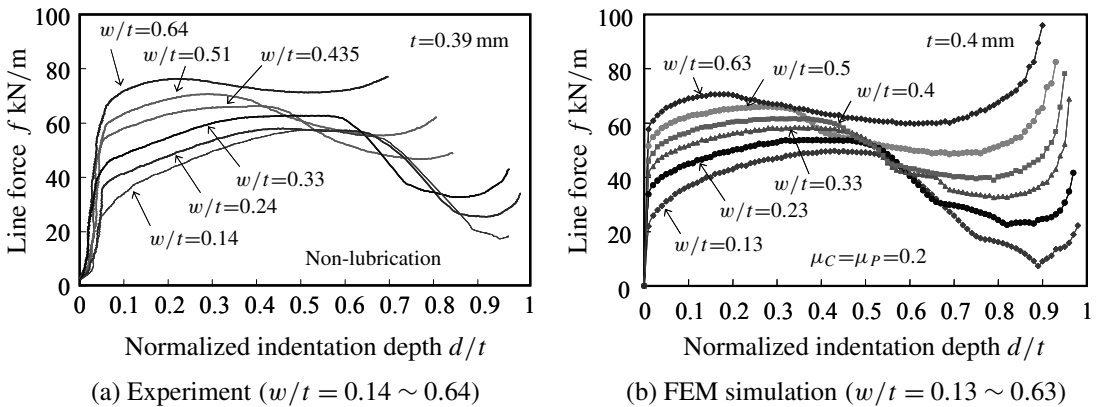 100
80
60
40
20
0
Line force f kN/m
w/t=0.64
w/t=0.51
w/t=0.435
t=0.39 mm
w/t=0.33
w/t=0.24
w/t=0.14
Non-lubrication
0 0.1 0.2 0.3 0.4 0.5 0.6 0.7 0.8 0.9 1
Normalized indentation depth d/t
(a) Experiment (w/t = 0.14 ∼ 0.64)
100
80
60
40
20
0
Line force f kN/m
t=0.4 mm
w/t=0.63
w/t=0.5
w/t=0.4
w/t=0.33
w/t=0.23
w/t=0.13
μC=μP=0.2
0 0.1 0.2 0.3 0.4 0.5 0.6 0.7 0.8 0.9 1
Normalized indentation depth d/t
(b) FEM simulation (w/t = 0.13 ∼ 0.63)